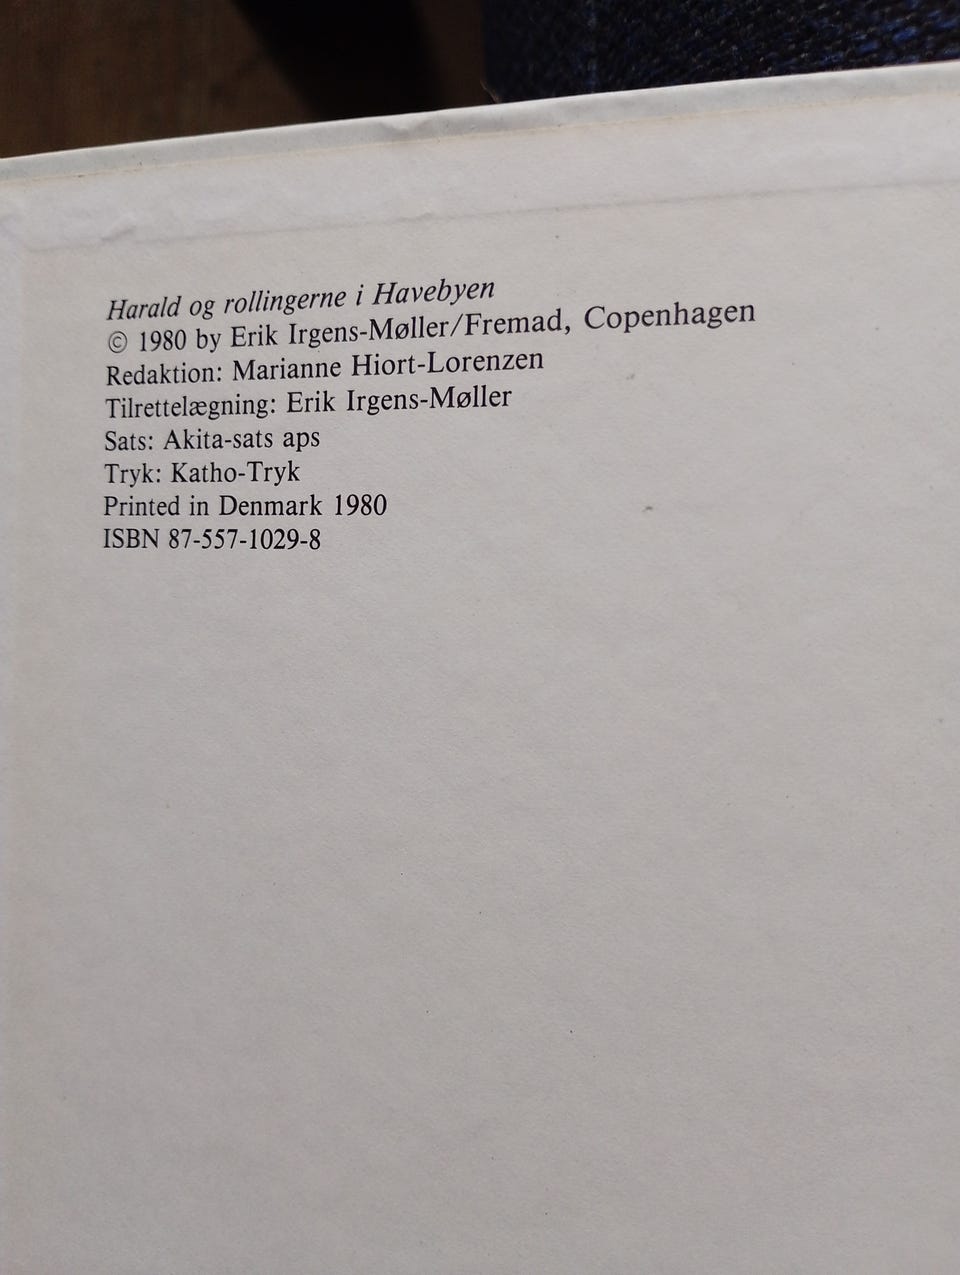 Harald og rollingerne i Havebyen
© 1980 by Erik Irgens-Møller/Fremad, Copenhagen
Redaktion: Marianne Hiort-Lorenzen
Tilrettelægning: Erik Irgens-Møller
Sats: Akita-sats aps
Tryk: Katho-Tryk
Printed in Denmark 1980
ISBN 87-557-1029-8